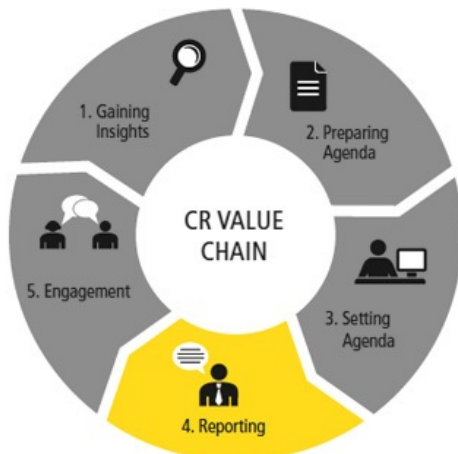 1. Gaining
Insights
2. Preparing
Agenda
CR VALUE
CHAIN
3. Setting
Agenda
4. Reporting
5. Engagement